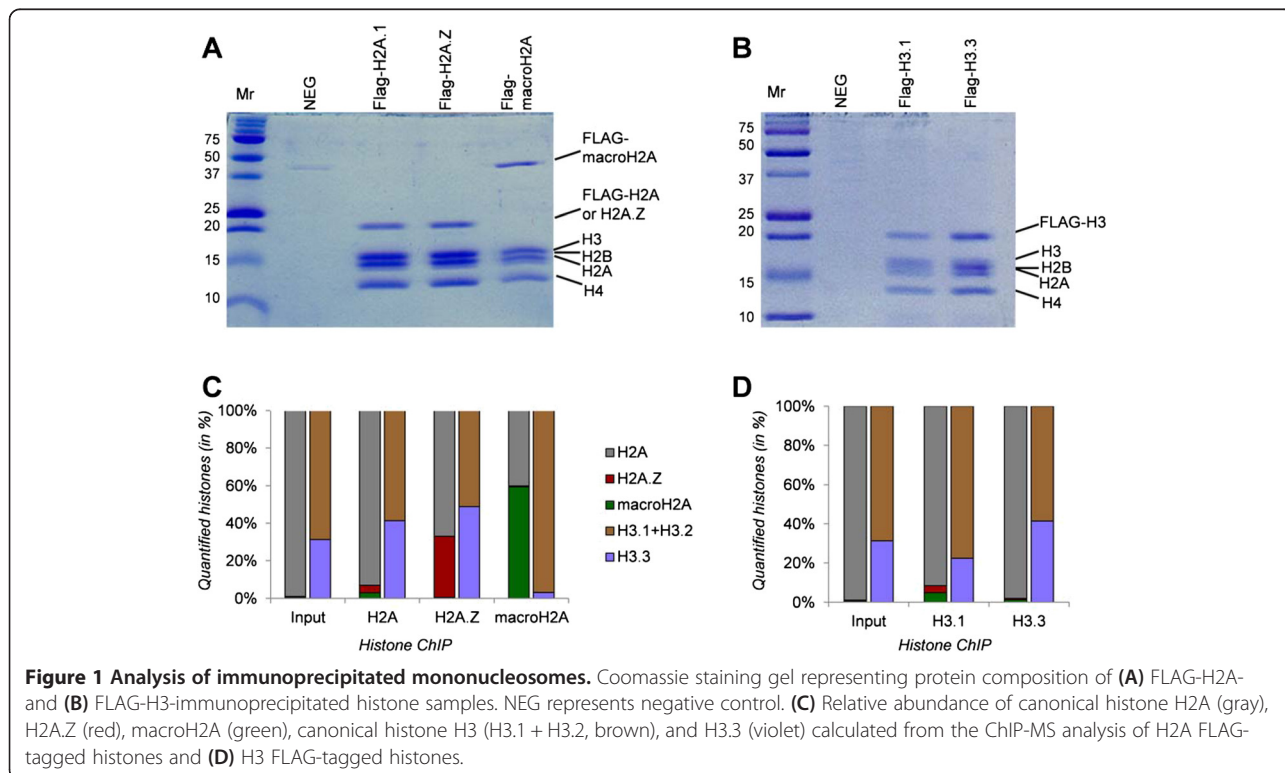 A
Mr
NEG
Flag-H2A.1
Flag-H2A.Z
Flag-
macroH2A
75
50
37
25
20
15
10
FLAG-
macroH2A
FLAG-H2A
or H2A.Z
H3
H2B
H2A
H4
B
Mr
NEG
Flag-H3.1
Flag-H3.3
75
50
37
25
20
15
10
FLAG-H3
H3
H2B
H2A
H4
C
Quantified histones (in %)
100%
80%
60%
40%
20%
0%
Input
H2A
H2A.Z
macroH2A
Histone ChIP
H2A
H2A.Z
macroH2A
H3.1+H3.2
H3.3
D
Quantified histones (in %)
100%
80%
60%
40%
20%
0%
Input
H3.1
H3.3
Histone ChIP
Figure 1 Analysis of immunoprecipitated mononucleosomes. Coomassie staining gel representing protein composition of (A) FLAG-H2A-
and (B) FLAG-H3-immunoprecipitated histone samples. NEG represents negative control. (C) Relative abundance of canonical histone H2A (gray),
H2A.Z (red), macroH2A (green), canonical histone H3 (H3.1 + H3.2, brown), and H3.3 (violet) calculated from the ChIP-MS analysis of H2A FLAG-
tagged histones and (D) H3 FLAG-tagged histones.